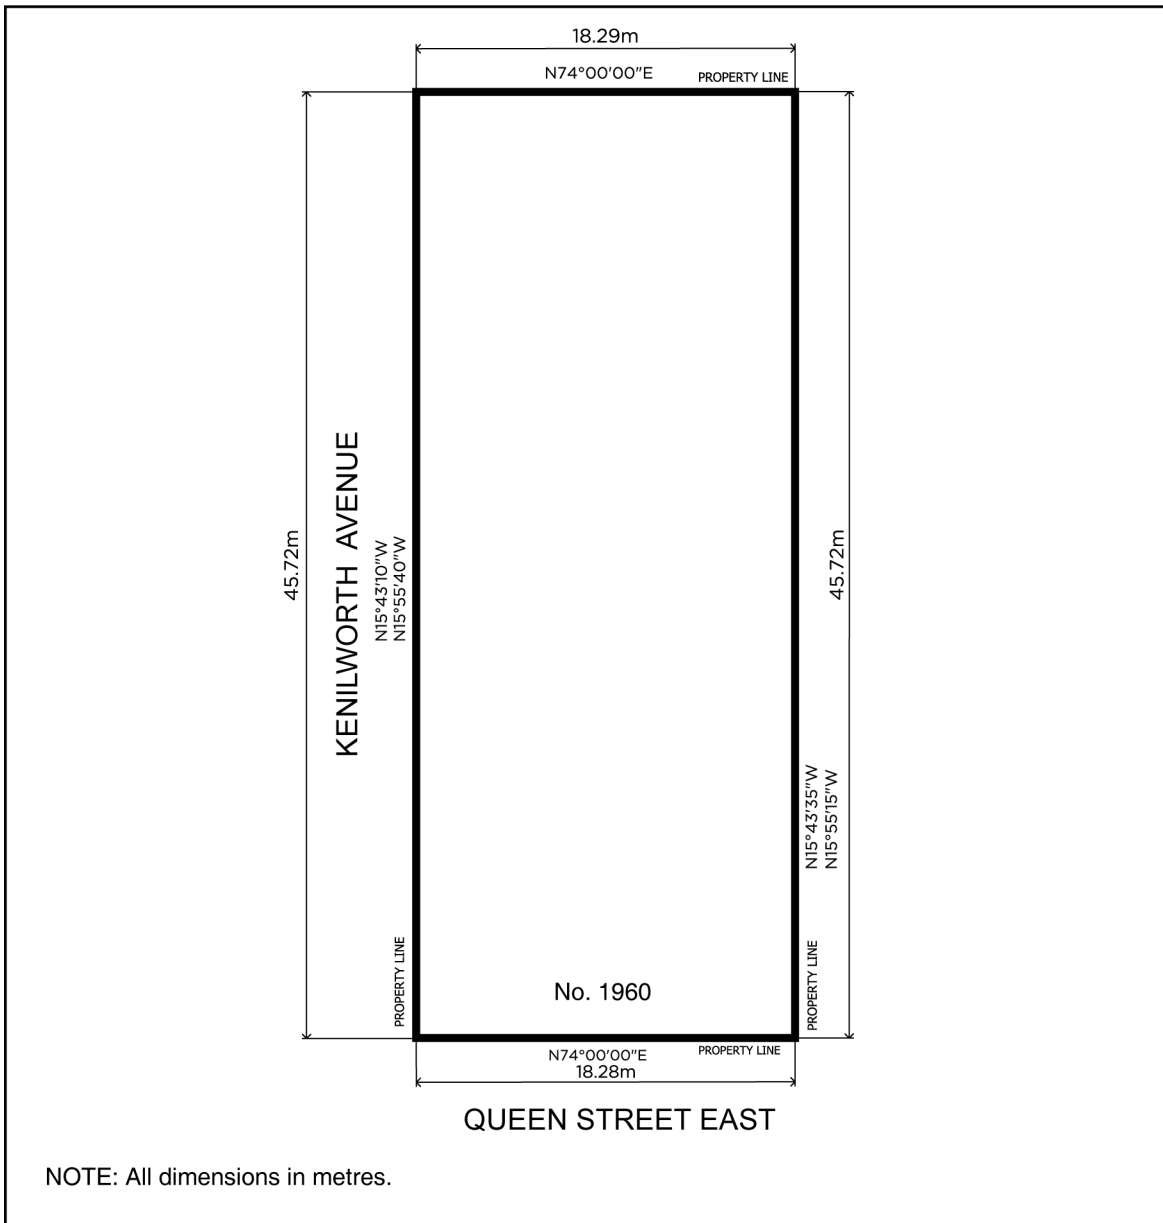 18.29m
N74°00'00"E
PROPERTY LINE
45.72m
KENILWORTH AVENUE
N15°43'10"W
N15°55'40"W
45.72m
N15°43'35"W
N15°55'15"W
PROPERTY LINE
PROPERTY LINE
No. 1960
N74°00'00"E
PROPERTY LINE
18.28m
QUEEN STREET EAST
NOTE: All dimensions in metres.